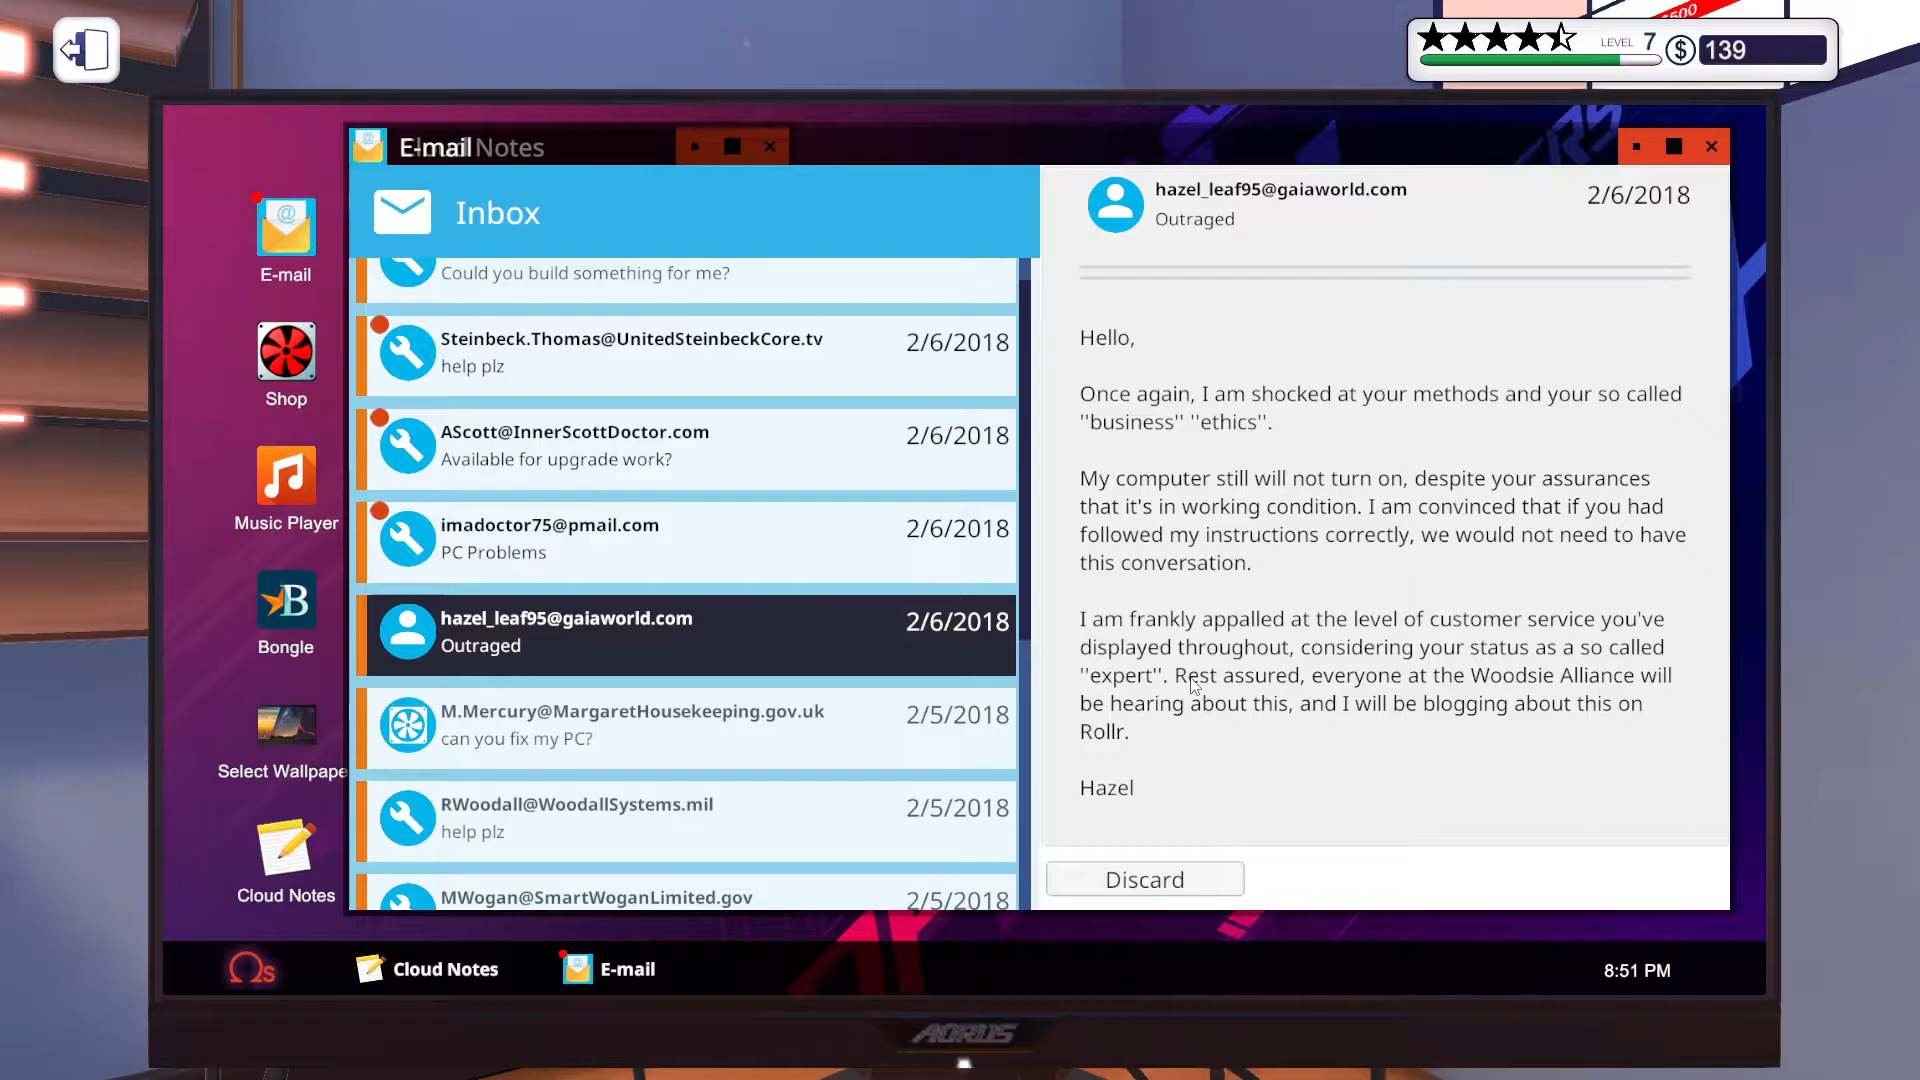 $500
LEVEL 7
$ 139
E-mail
Notes
Inbox
E-mail
Shop
Music Player
Bongle
Select Wallpape
Cloud Notes
Could you build something for me?
Steinbeck.Thomas@UnitedSteinbeckCore.tv 2/6/2018
help plz
AScott@InnerScottDoctor.com 2/6/2018
Available for upgrade work?
imadoctor75@pmail.com 2/6/2018
PC Problems
hazel_leaf95@gaiaworld.com 2/6/2018
Outraged
M.Mercury@MargaretHousekeeping.gov.uk 2/5/2018
can you fix my PC?
RWoodall@WoodallSystems.mil 2/5/2018
help plz
MWogan@SmartWoganLimited.gov 2/5/2018
hazel_leaf95@gaiaworld.com 2/6/2018
Outraged
Hello,
Once again, I am shocked at your methods and your so called
''business'' ''ethics''.
My computer still will not turn on, despite your assurances
that it's in working condition. I am convinced that if you had
followed my instructions correctly, we would not need to have
this conversation.
I am frankly appalled at the level of customer service you've
displayed throughout, considering your status as a so called
''expert''. Rest assured, everyone at the Woodsie Alliance will
be hearing about this, and I will be blogging about this on
Rollr.
Hazel
Discard
Ωs
Cloud Notes
E-mail
8:51 PM
AORUS